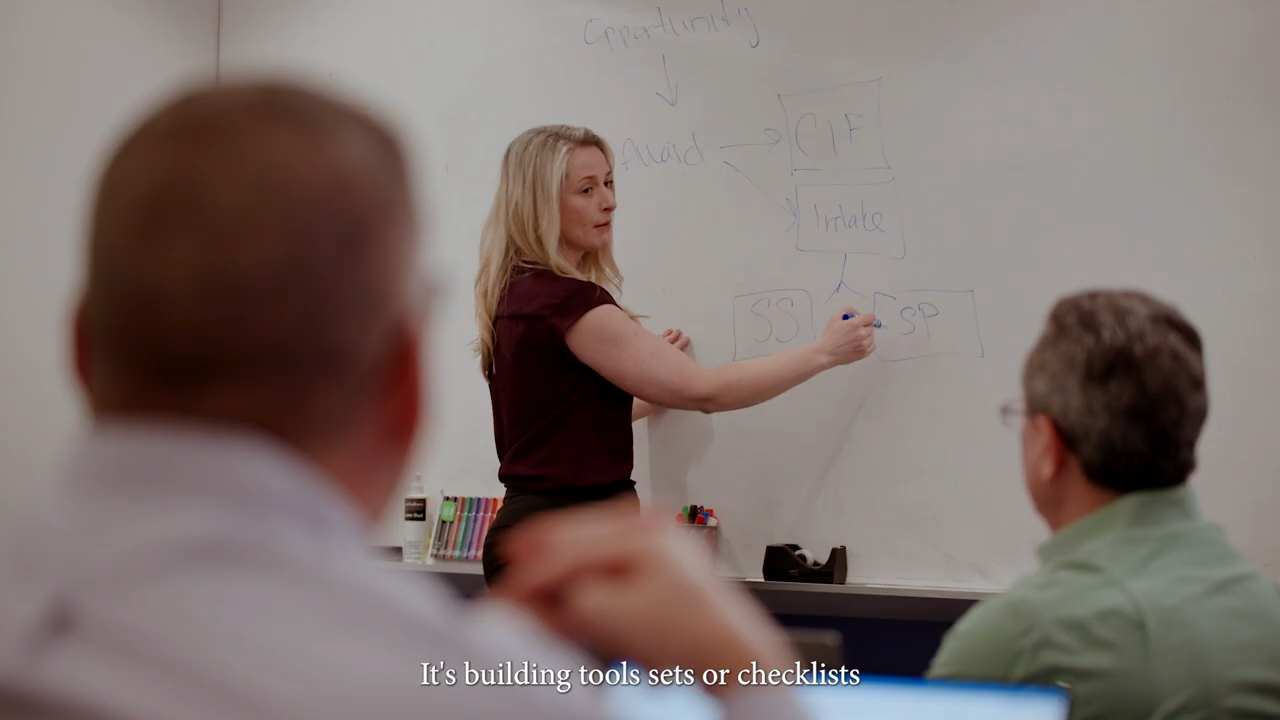 Opportunity
Award
CIF
Intake
SS
SP
It's building tools sets or checklists